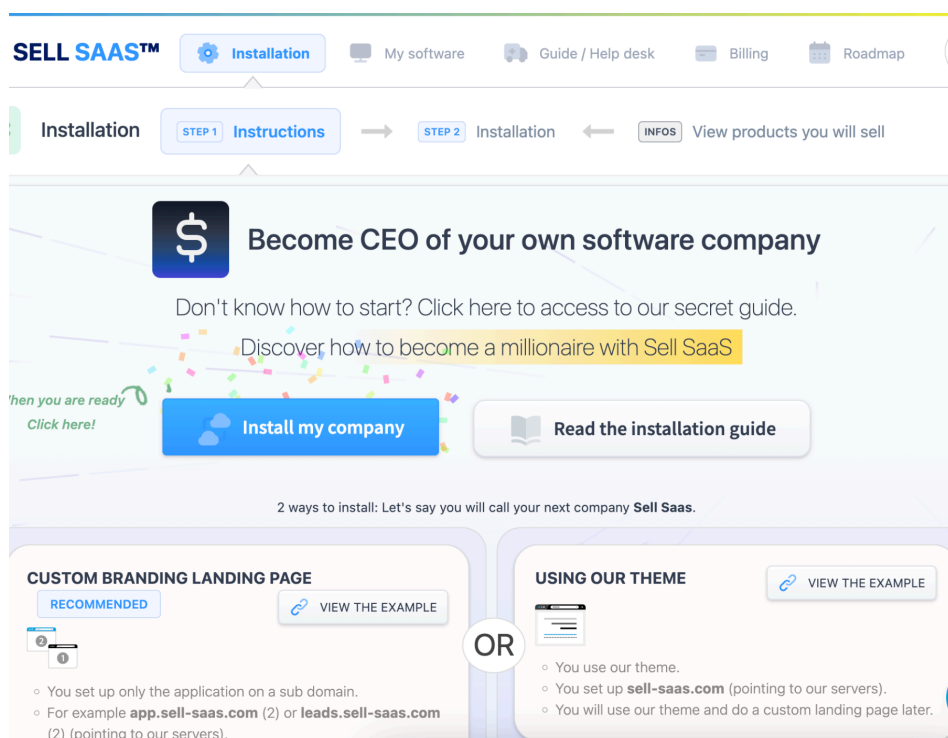 SELL SAAS™ Installation My software Guide / Help desk Billing Roadmap
Installation STEP 1 Instructions STEP 2 Installation INFOS View products you will sell
$
Become CEO of your own software company
Don't know how to start? Click here to access to our secret guide.
Discover how to become a millionaire with Sell SaaS
you are ready
Click here!
Install my company Read the installation guide
2 ways to install: Let's say you will call your next company Sell Saas.
CUSTOM BRANDING LANDING PAGE
RECOMMENDED VIEW THE EXAMPLE
2
1
You set up only the application on a sub domain.
For example app.sell-saas.com (2) or leads.sell-saas.com
(2) (pointing to our servers).
OR
USING OUR THEME VIEW THE EXAMPLE
You use our theme.
You set up sell-saas.com (pointing to our servers).
You will use our theme and do a custom landing page later.